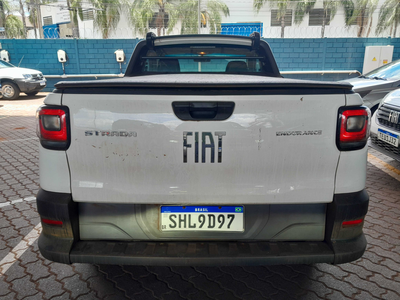 STRADA
FIAT
ENDURANCE
BRASIL
SHL9D97